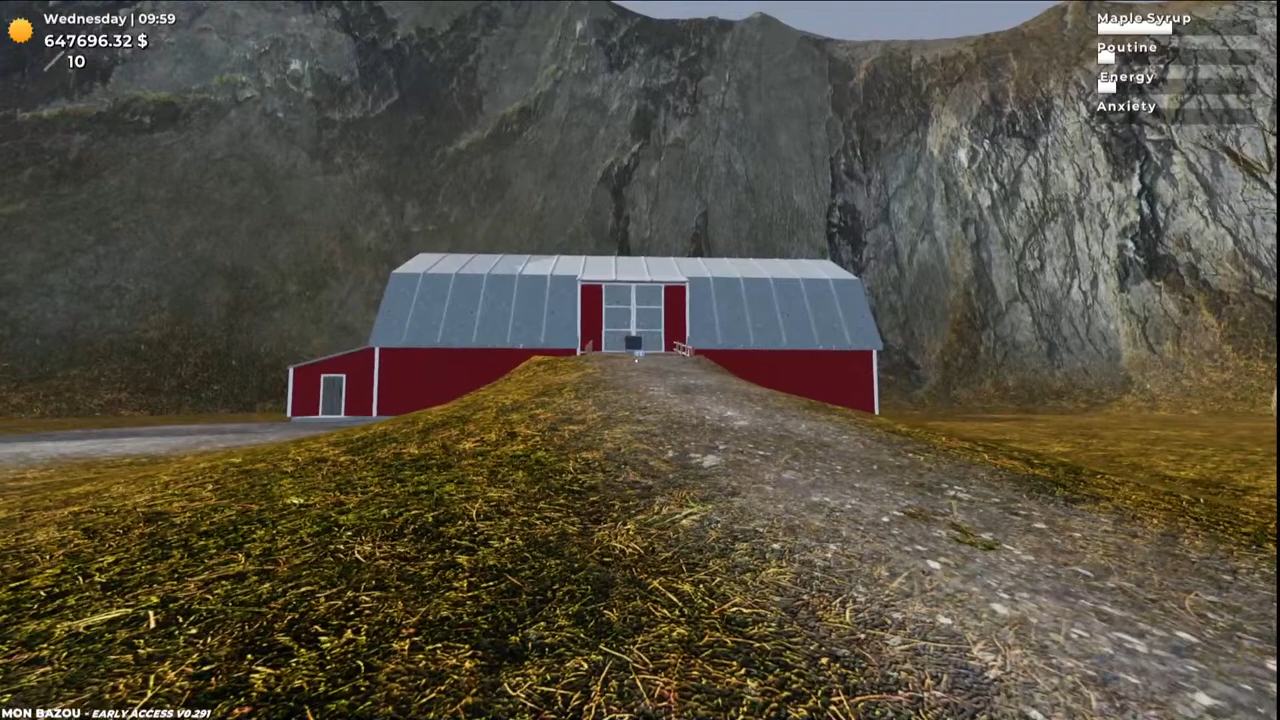 Wednesday | 09:59
647696.32 $
10
Maple Syrup
Poutine
Energy
Anxiety
MON BAZOU - EARLY ACCESS V0.291